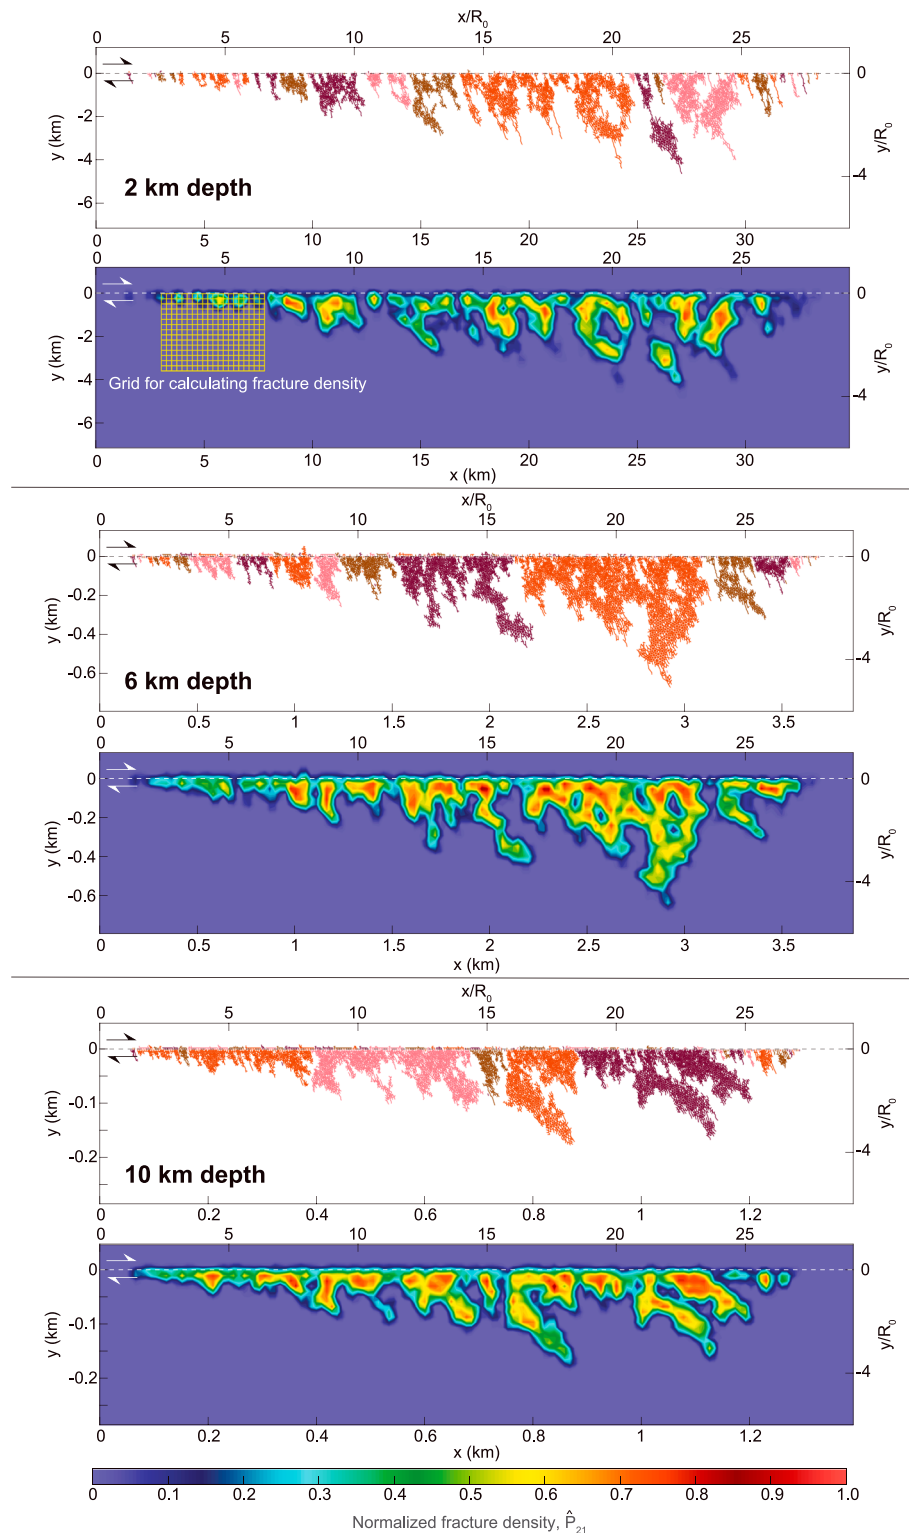 x/R0
0 5 10 15 20 25
y (km)
0
-2
-4
-6
0
-4
y/R0
2 km depth
0 5 10 15 20 25 30
0 5 10 15 20 25
y (km)
0
-2
-4
-6
0
-4
y/R0
Grid for calculating fracture density
0 5 10 15 20 25 30
x (km)
x/R0
0 5 10 15 20 25
y (km)
0
-0.2
-0.4
-0.6
0
-4
y/R0
6 km depth
0 0.5 1 1.5 2 2.5 3 3.5
0 5 10 15 20 25
y (km)
0
-0.2
-0.4
-0.6
0
-4
y/R0
0 0.5 1 1.5 2 2.5 3 3.5
x (km)
x/R0
0 5 10 15 20 25
y (km)
0
-0.1
-0.2
0
-4
y/R0
10 km depth
0 0.2 0.4 0.6 0.8 1 1.2
0 5 10 15 20 25
y (km)
0
-0.1
-0.2
0
-4
y/R0
0 0.2 0.4 0.6 0.8 1 1.2
x (km)
0 0.1 0.2 0.3 0.4 0.5 0.6 0.7 0.8 0.9 1.0
Normalized fracture density, P̂21